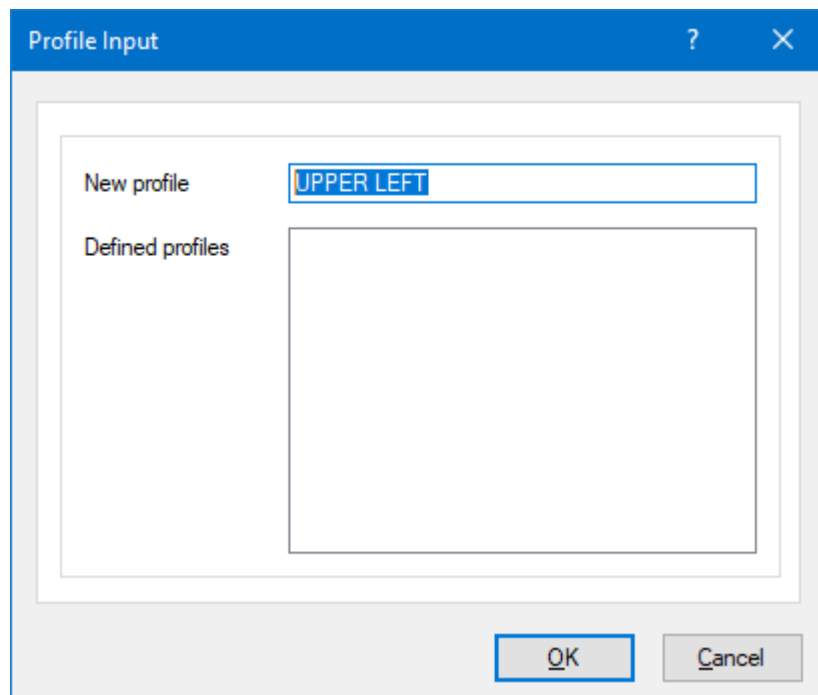 Profile Input ?
New profile UPPER LEFT
Defined profiles
OK Cancel